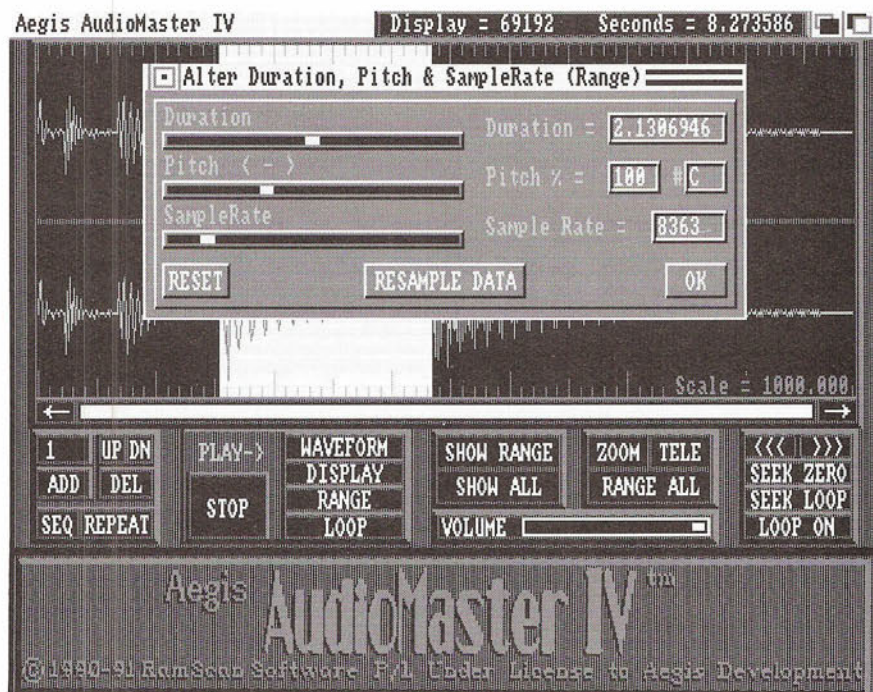 Aegis AudioMaster IV
Display = 69192 Seconds = 8.273586
Alter Duration, Pitch & SampleRate (Range)
Duration
Duration = 2.1306946
Pitch < - >
Pitch % = 100 # C
SampleRate
Sample Rate = 8363
RESET
RESAMPLE DATA
OK
Scale = 1000.000
← →
1 UP DN
ADD DEL
SEQ REPEAT
PLAY->
STOP
WAVEFORM
DISPLAY
RANGE
LOOP
SHOW RANGE
SHOW ALL
ZOOM TELE
RANGE ALL
VOLUME
<<< >>>
SEEK ZERO
SEEK LOOP
LOOP ON
Aegis AudioMaster IV tm
© 1990-91 RamScan Software P/L Under License to Aegis Development